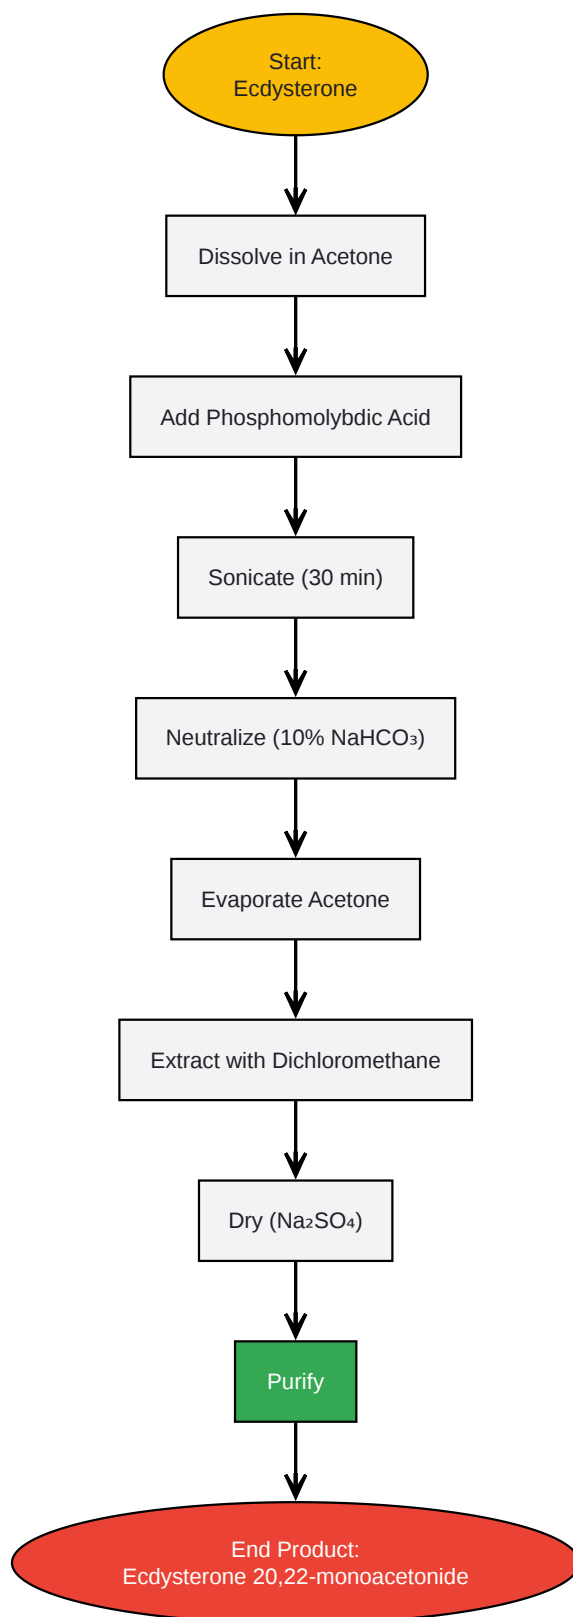 Start:
Ecdysterone
Dissolve in Acetone
Add Phosphomolybdic Acid
Sonicate (30 min)
Neutralize (10% NaHCO₃)
Evaporate Acetone
Extract with Dichloromethane
Dry (Na₂SO₄)
Purify
End Product:
Ecdysterone 20,22-monoacetonide